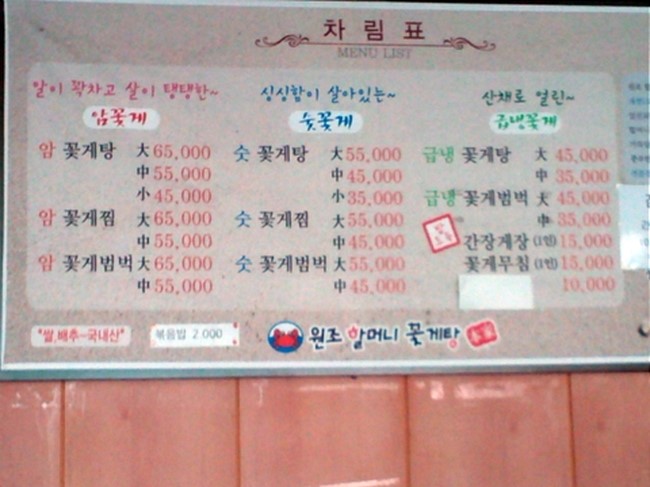 차림표
MENU LIST
알이 꽉차고 살이 탱탱한~
암꽃게
암 꽃게탕 大 65,000
中 55,900
小 45,000
암 꽃게찜 大 65,000
中 55,000
암 꽃게범벅 大 65,000
中 55,000
싱싱함이 살아있는~
숫꽃게
숫 꽃게탕 大 55,000
中 45,000
小 35,000
숫 꽃게찜 大 55,000
中 45,000
숫 꽃게범벅 大 55,000
中 45,000
산채로 얼린~
급냉꽃게
급냉 꽃게탕 大 45,000
中 35,000
급냉 꽃게범벅 大 45,000
中 35,000
간장게장 (1인) 15,000
꽃게무침 (1인) 15,000
10,000
*쌀,배추-국내산*
볶음밥 2.000
원조 할머니 꽃게탕